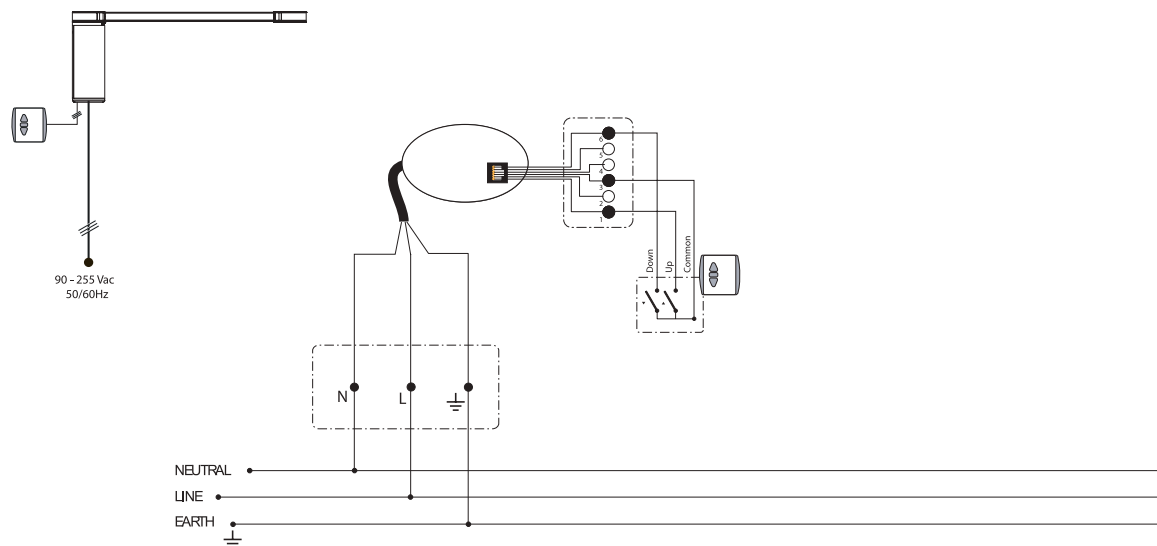 90 – 255 Vac
50/60Hz
6
5
4
3
2
1
Down
Up
Common
N
L
NEUTRAL
LINE
EARTH